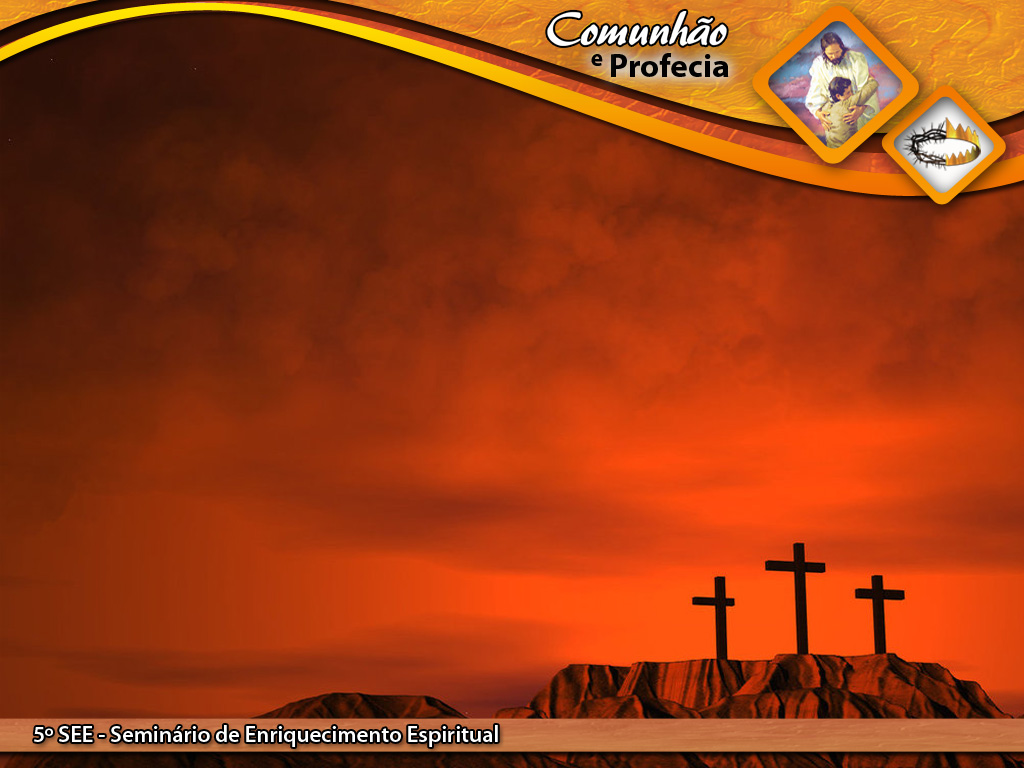 Comunhão
e Profecia
5º SEE - Seminário de Enriquecimento Espiritual